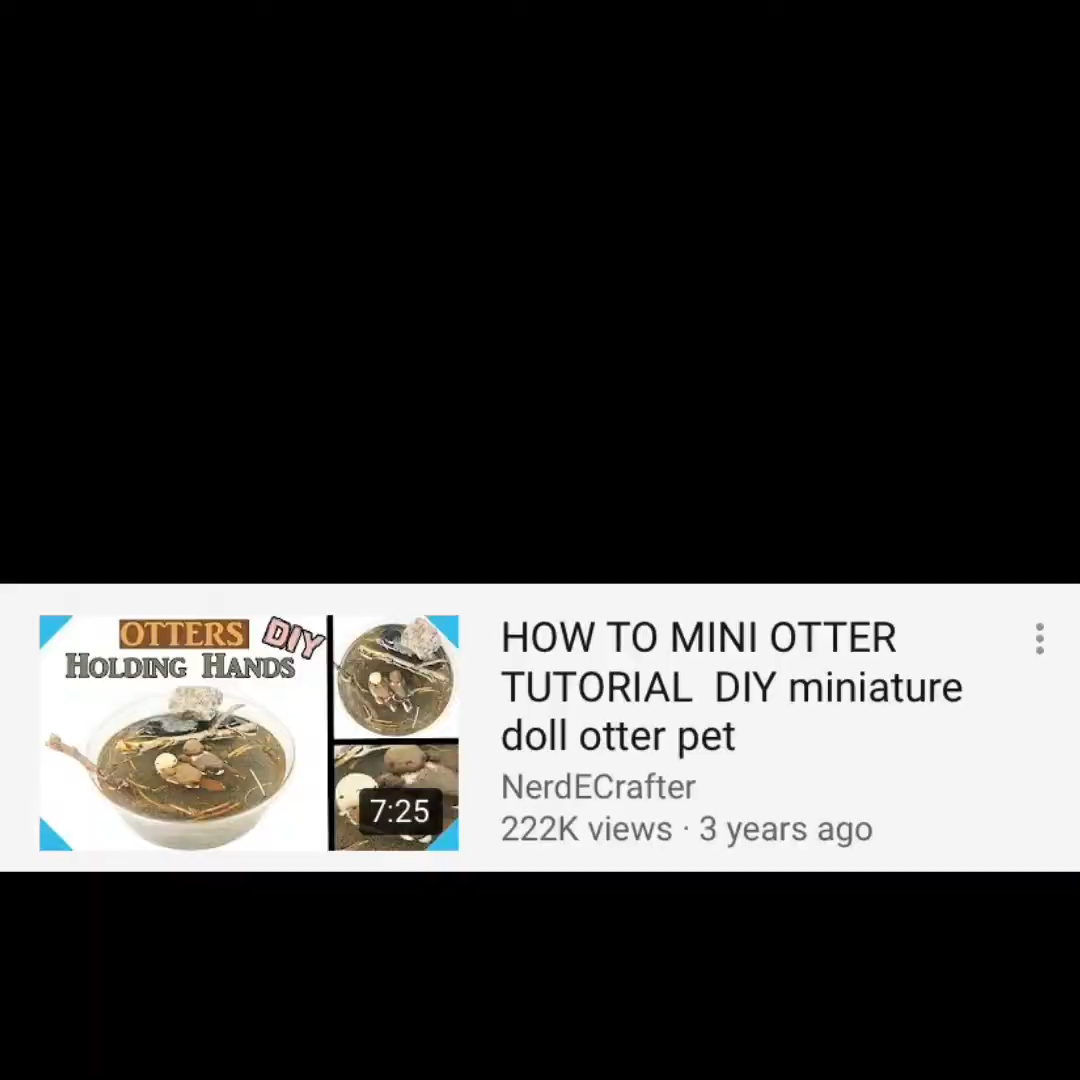 OTTERS DIY
HOLDING HANDS
7:25
HOW TO MINI OTTER
TUTORIAL  DIY miniature
doll otter pet
NerdECrafter
222K views · 3 years ago